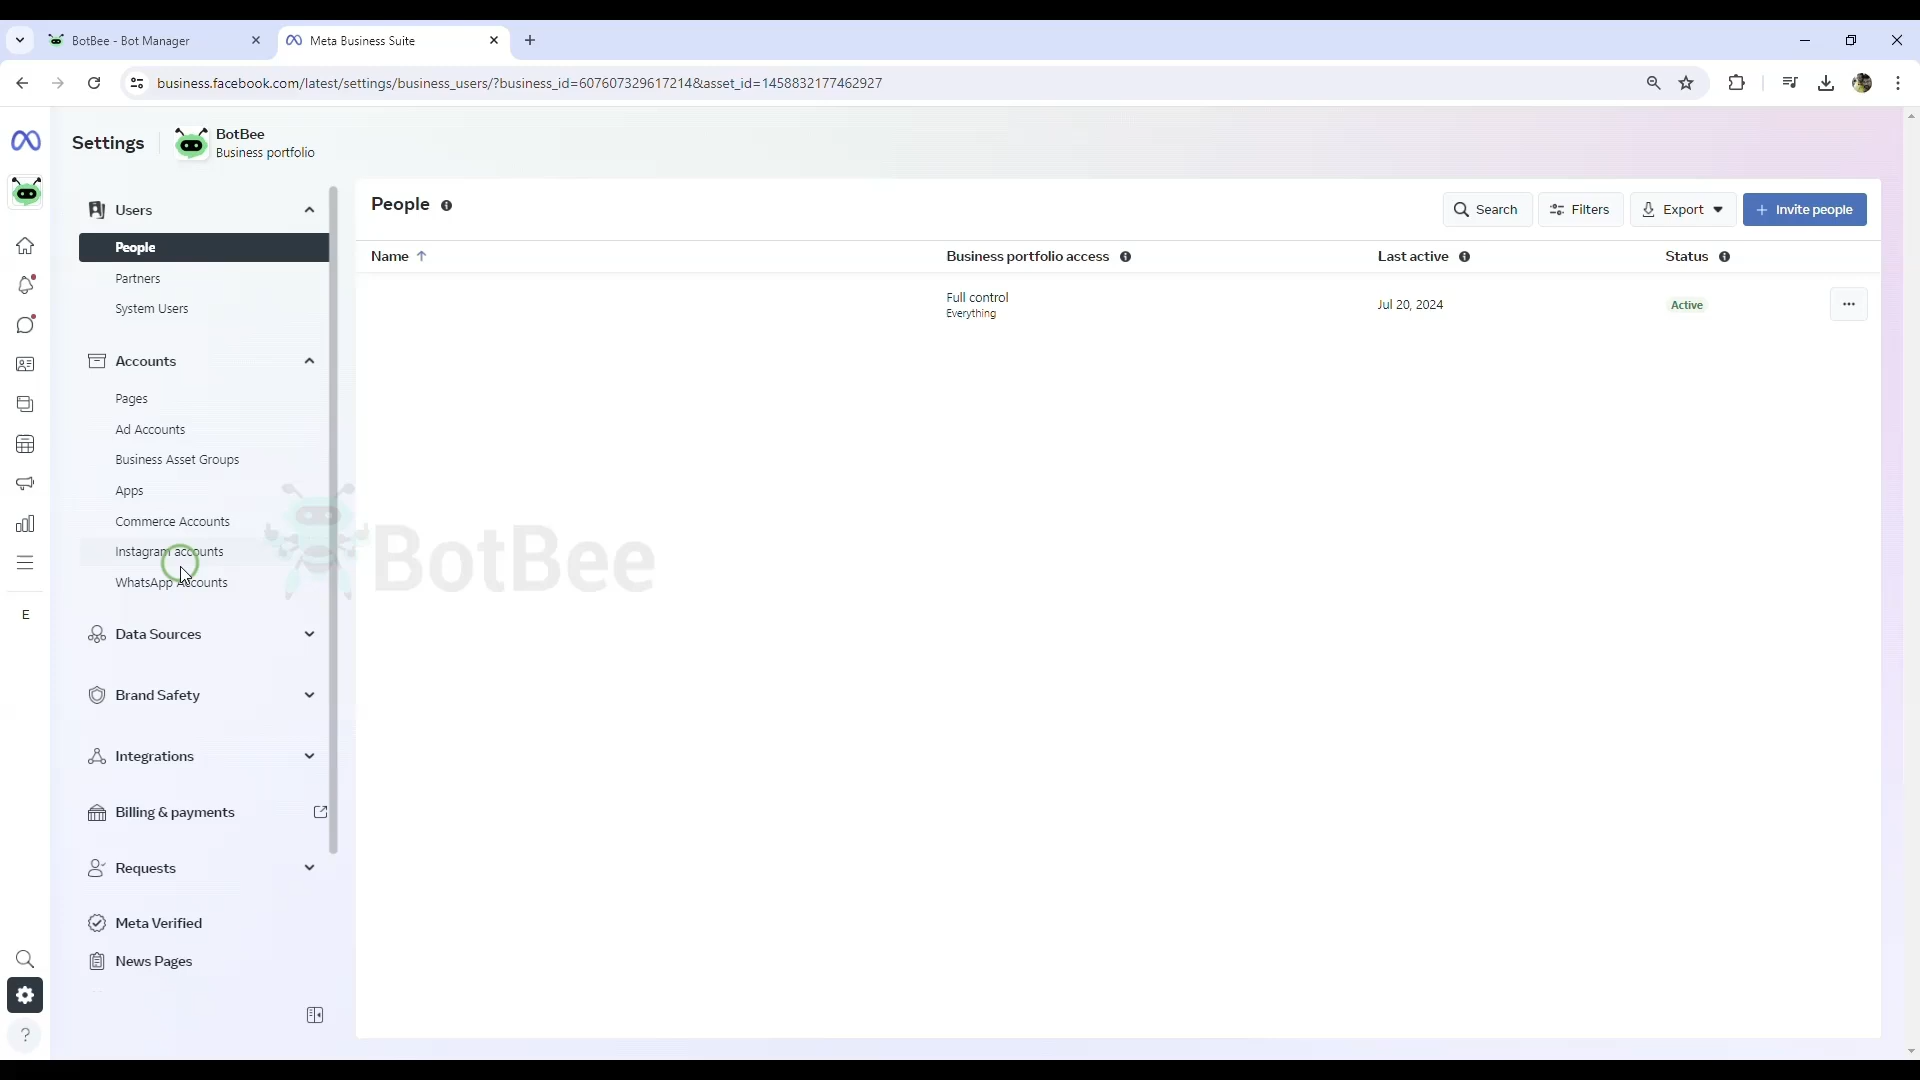 BotBee - Bot Manager
Meta Business Suite
business.facebook.com/latest/settings/business_users/?business_id=607607329617214&asset_id=1458832177462927
Settings
BotBee
Business portfolio
Users
People
Partners
System Users
Accounts
Pages
Ad Accounts
Business Asset Groups
Apps
Commerce Accounts
Instagram accounts
WhatsApp Accounts
Data Sources
Brand Safety
Integrations
Billing & payments
Requests
Meta Verified
News Pages
E
?
People
Search
Filters
Export
+ Invite people
Name ↑
Business portfolio access
Last active
Status
Full control
Everything
Jul 20, 2024
Active
BotBee